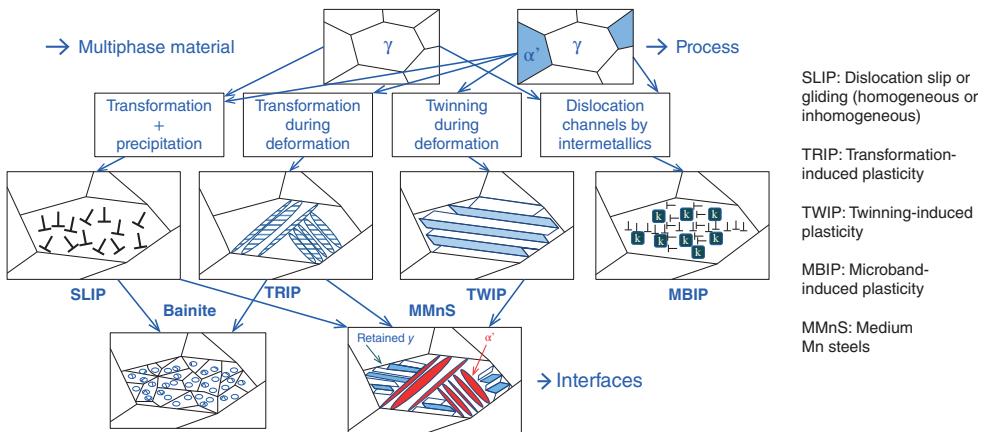 → Multiphase material
γ
α’
γ
→ Process
Transformation
+
precipitation
Transformation
during
deformation
Twinning
during
deformation
Dislocation
channels by
intermetallics
SLIP: Dislocation slip or
gliding (homogeneous or
inhomogeneous)
TRIP: Transformation-
induced plasticity
TWIP: Twinning-induced
plasticity
MBIP: Microband-
induced plasticity
MMnS: Medium
Mn steels
k k k
k k k k
k
SLIP
TRIP
TWIP
MBIP
Bainite
MMnS
Retained γ
α’
→ Interfaces